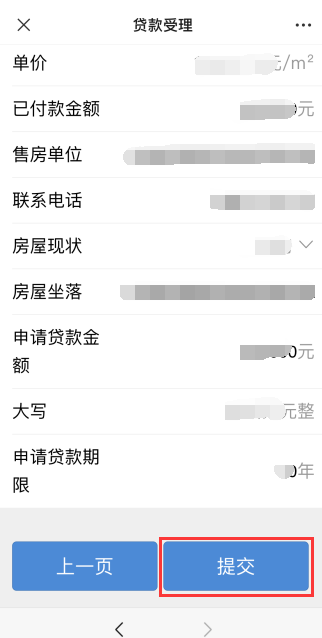 贷款受理
单价 元/m²
已付款金额 元
售房单位
联系电话
房屋现状
房屋坐落
申请贷款金
额
元
大写 元整
申请贷款期
限
0年
上一页 提交